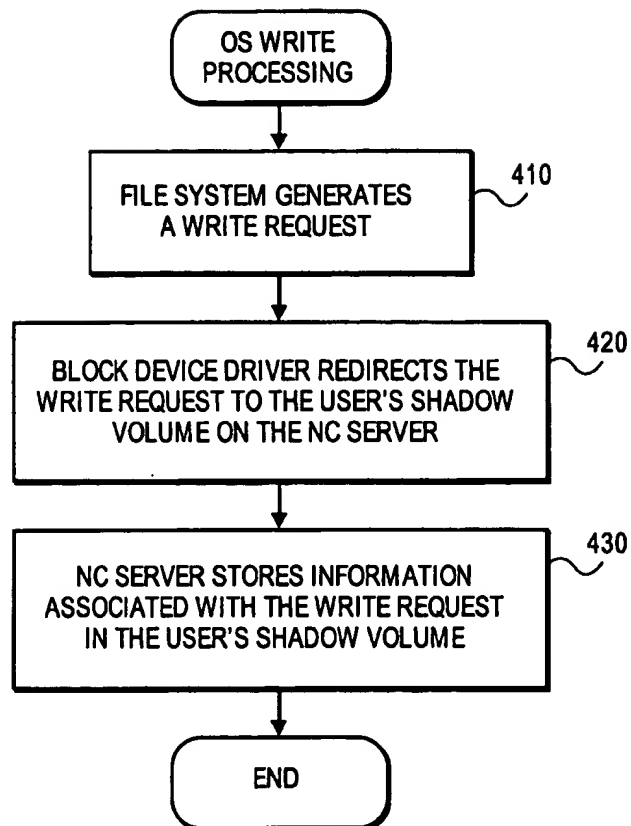 OS WRITE
PROCESSING
FILE SYSTEM GENERATES
A WRITE REQUEST
410
BLOCK DEVICE DRIVER REDIRECTS THE
WRITE REQUEST TO THE USER'S SHADOW
VOLUME ON THE NC SERVER
420
NC SERVER STORES INFORMATION
ASSOCIATED WITH THE WRITE REQUEST
IN THE USER'S SHADOW VOLUME
430
END